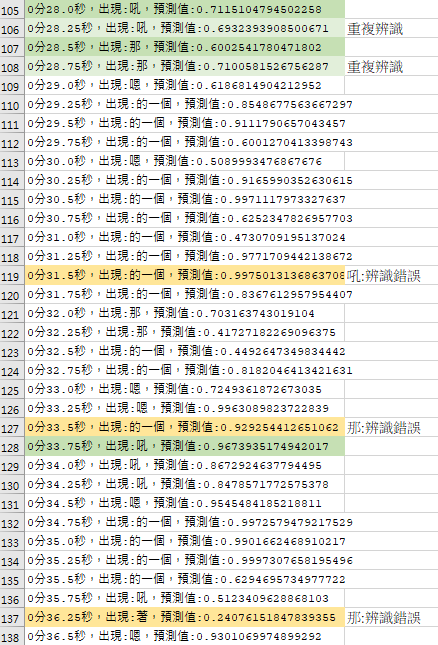 105 0分28.0秒,出現:吼,預測值:0.7115104794502258
106 0分28.25秒,出現:吼,預測值:0.6932393908500671 重複辨識
107 0分28.5秒,出現:那,預測值:0.6002541780471802
108 0分28.75秒,出現:那,預測值:0.7100581526756287 重複辨識
109 0分29.0秒,出現:嗯,預測值:0.6186814904212952
110 0分29.25秒,出現:的一個,預測值:0.8548677563667297
111 0分29.5秒,出現:的一個,預測值:0.9111790657043457
112 0分29.75秒,出現:的一個,預測值:0.6001270413398743
113 0分30.0秒,出現:嗯,預測值:0.5089993476867676
114 0分30.25秒,出現:的一個,預測值:0.9165990352630615
115 0分30.5秒,出現:的一個,預測值:0.9971117973327637
116 0分30.75秒,出現:的一個,預測值:0.6252347826957703
117 0分31.0秒,出現:的一個,預測值:0.4730709195137024
118 0分31.25秒,出現:的一個,預測值:0.9771709442138672
119 0分31.5秒,出現:的一個,預測值:0.9975013136863708 吼:辨識錯誤
120 0分31.75秒,出現:的一個,預測值:0.8367612957954407
121 0分32.0秒,出現:那,預測值:0.703163743019104
122 0分32.25秒,出現:那,預測值:0.41727182269096375
123 0分32.5秒,出現:的一個,預測值:0.4492647349834442
124 0分32.75秒,出現:的一個,預測值:0.8182046413421631
125 0分33.0秒,出現:嗯,預測值:0.7249361872673035
126 0分33.25秒,出現:嗯,預測值:0.9963089823722839
127 0分33.5秒,出現:的一個,預測值:0.9292544126510­62 那:辨識錯誤
128 0分33.75秒,出現:吼,預測值:0.9673935174942017
129 0分34.0秒,出現:吼,預測值:0.8672924637794495
130 0分34.25秒,出現:吼,預測值:0.8478571772575378
131 0分34.5秒,出現:嗯,預測值:0.9545484185218811
132 0分34.75秒,出現:的一個,預測值:0.9972579479217529
133 0分35.0秒,出現:的一個,預測值:0.9901662468910217
134 0分35.25秒,出現:的一個,預測值:0.9997307658195496
135 0分35.5秒,出現:的一個,預測值:0.6294695734977722
136 0分35.75秒,出現:吼,預測值:0.5123409628868103
137 0分36.25秒,出現:著,預測值:0.24076151847839355 那:辨識錯誤
138 0分36.5秒,出現:嗯,預測值:0.9301069974899292